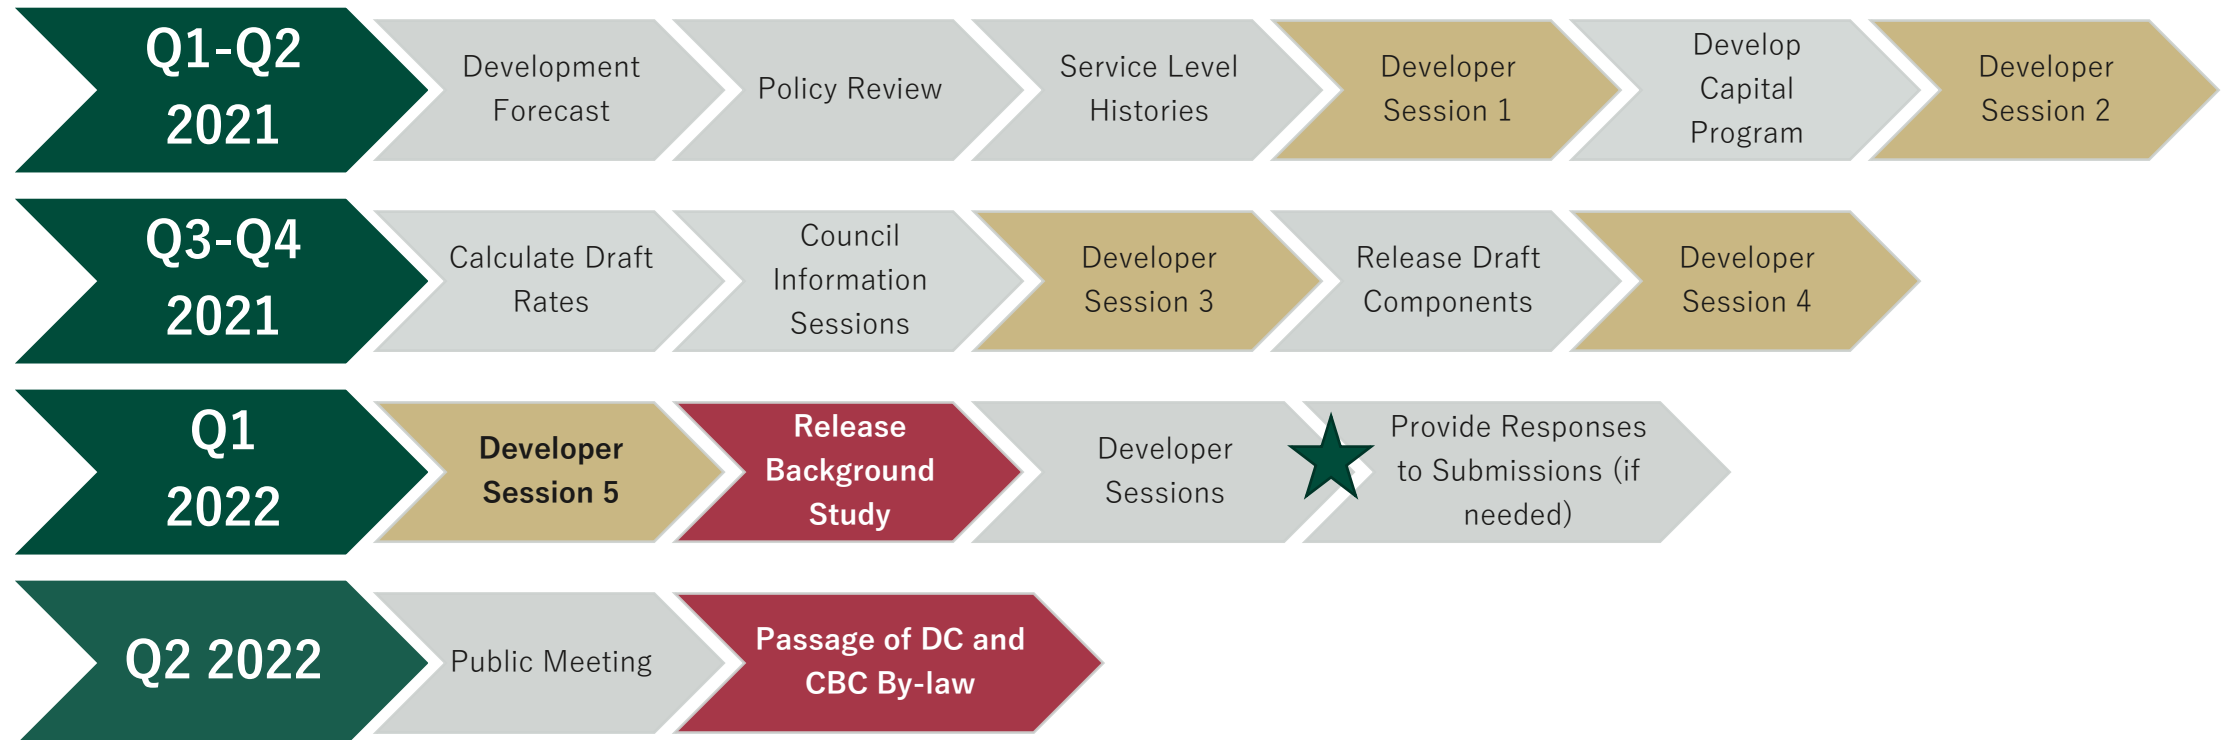 Q1-Q2
2021
Development
Forecast
Policy Review
Service Level
Histories
Developer
Session 1
Develop
Capital
Program
Developer
Session 2
Q3-Q4
2021
Calculate Draft
Rates
Council
Information
Sessions
Developer
Session 3
Release Draft
Components
Developer
Session 4
Q1
2022
Developer
Session 5
Release
Background
Study
Developer
Sessions
Provide Responses
to Submissions (if
needed)
Q2 2022
Public Meeting
Passage of DC and
CBC By-law